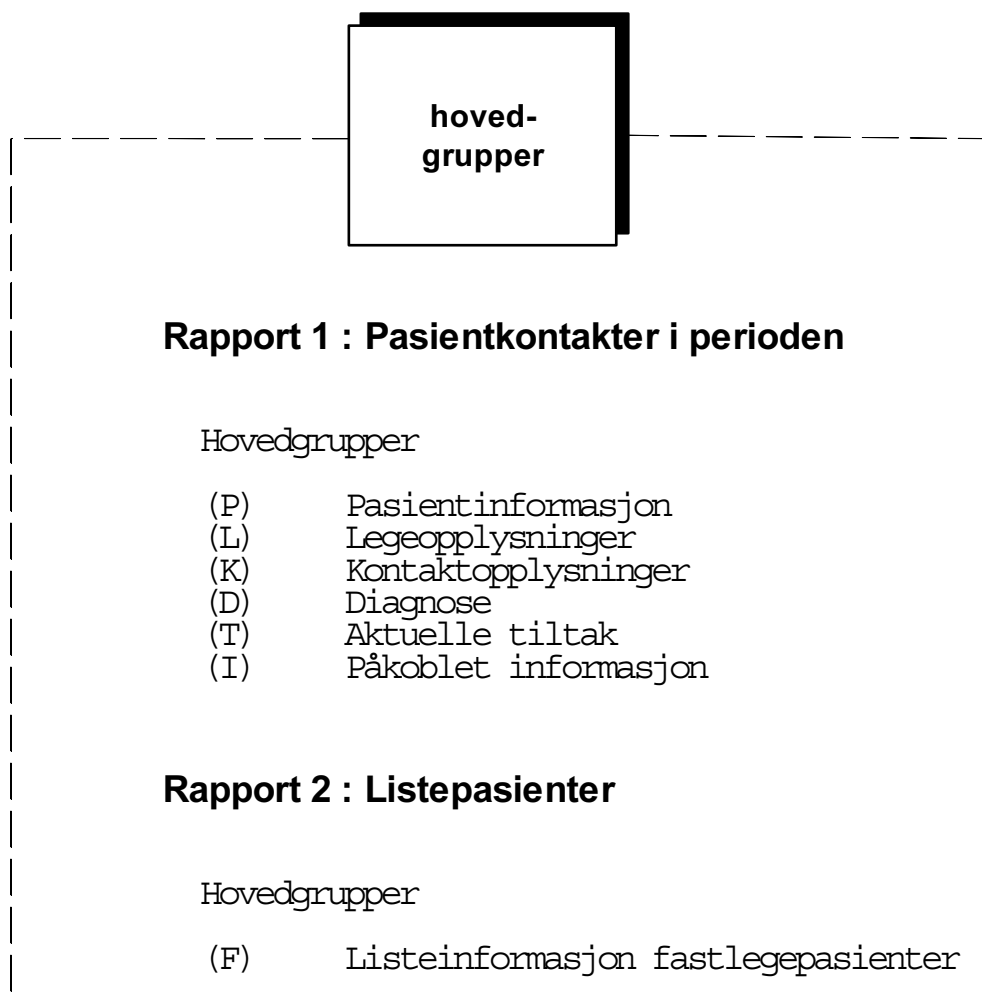 hoved-
grupper
Rapport 1 : Pasientkontakter i perioden
Hovedgrupper
(P) Pasientinformasjon
(L) Legeopplysninger
(K) Kontaktopplysninger
(D) Diagnose
(T) Aktuelle tiltak
(I) Påkoblet informasjon
Rapport 2 : Listepasienter
Hovedgrupper
(F) Listeinformasjon fastlegepasienter